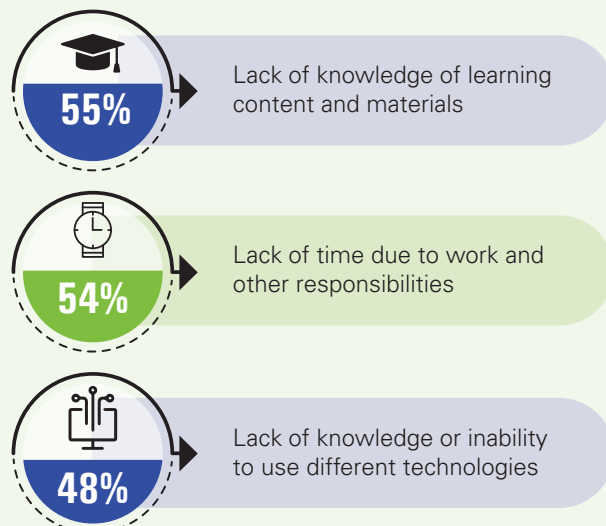 55%
Lack of knowledge of learning
content and materials
54%
Lack of time due to work and
other responsibilities
48%
Lack of knowledge or inability
to use different technologies